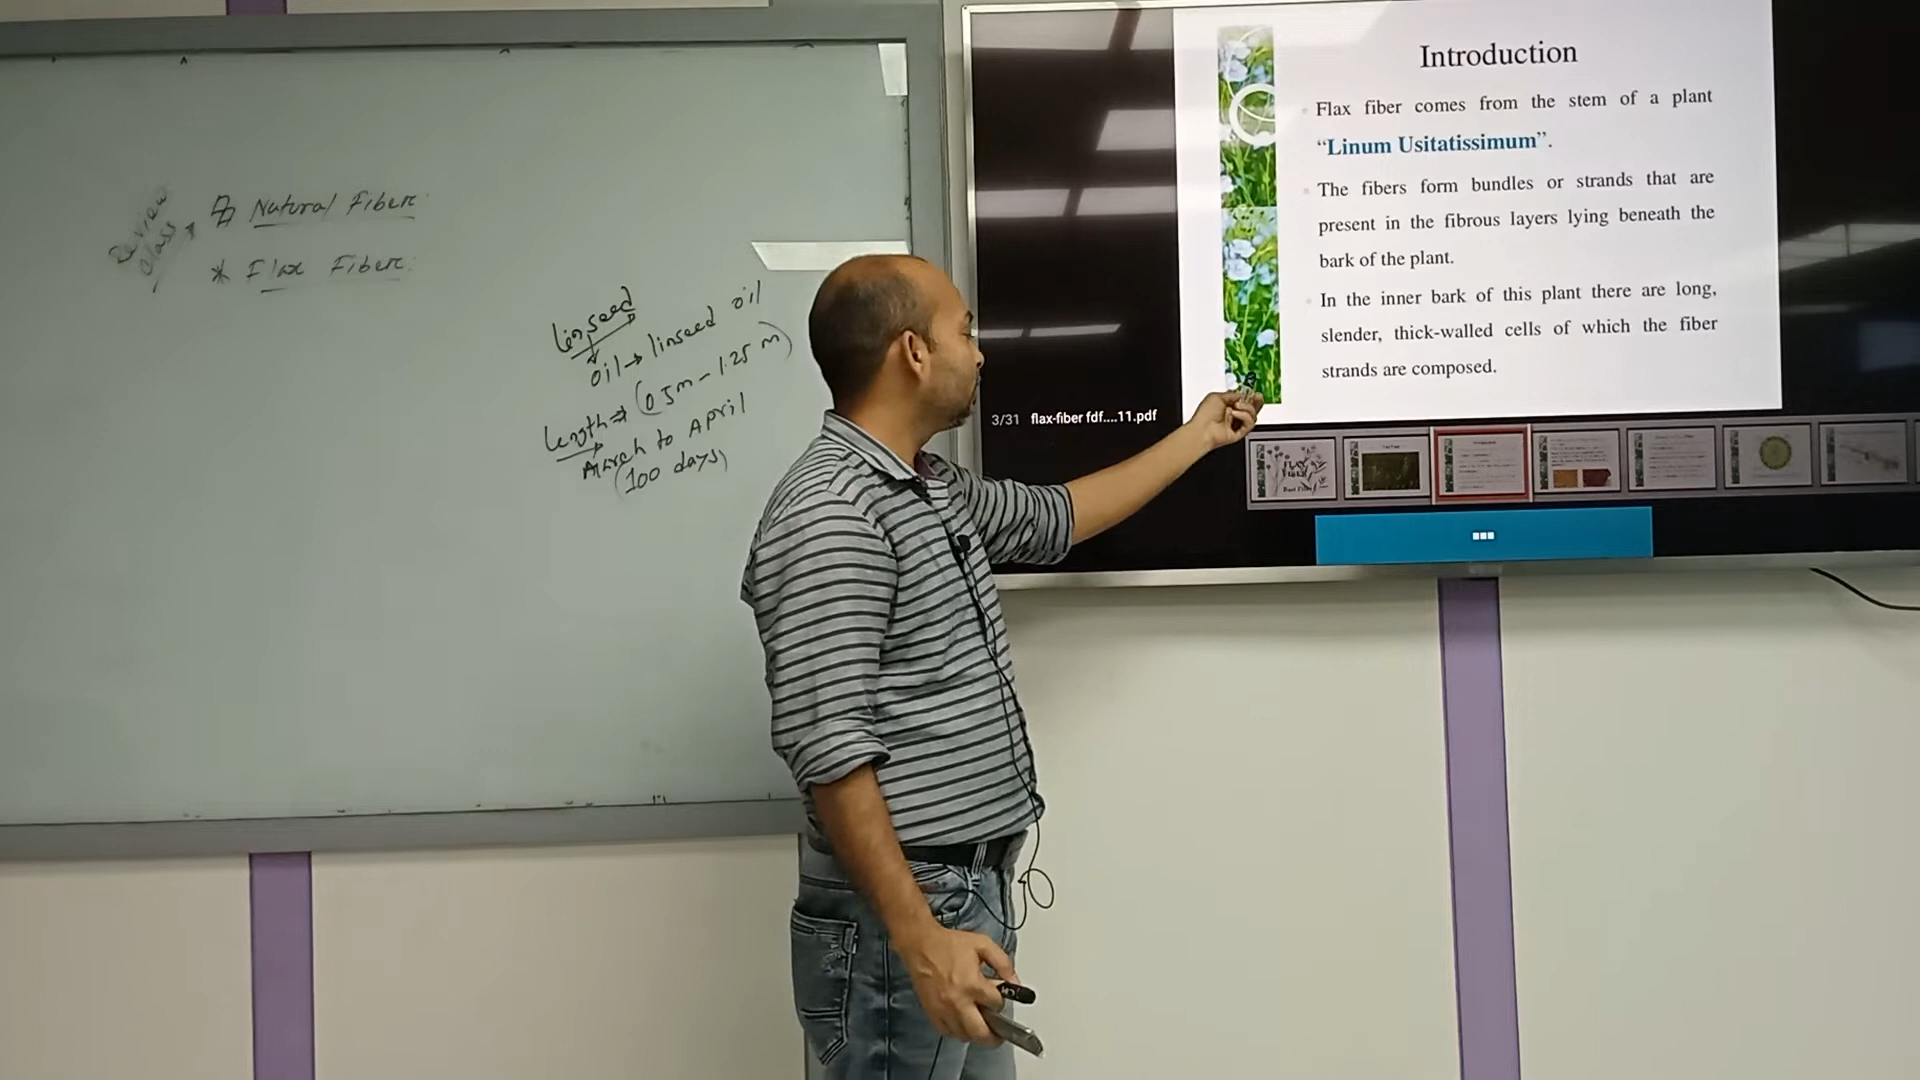 Review
class
Natural Fiber
* Flax Fiber
Linseed
oil → linseed oil
Length ⇒ (0.5m - 1.25 m)
March to April
(100 days)
Introduction
Flax fiber comes from the stem of a plant
“Linum Usitatissimum”.
The fibers form bundles or strands that are
present in the fibrous layers lying beneath the
bark of the plant.
In the inner bark of this plant there are long,
slender, thick-walled cells of which the fiber
strands are composed.
3/31 flax-fiber fdf....11.pdf